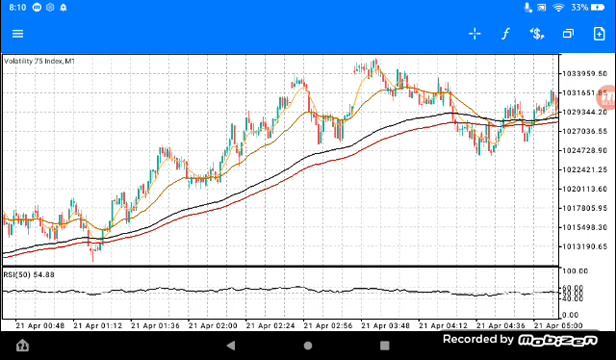 8:10
33%
f
$
Volatility 75 Index,M1
1033959.50
1031651.85
1029344.20
1027036.55
1024728.90
1022421.25
1020113.60
1017805.95
1015498.30
1013190.65
RSI(50) 54.88
100.00
60.00
50.00
40.00
0.00
21 Apr 00:48
21 Apr 01:12
21 Apr 01:36
21 Apr 02:00
21 Apr 02:24
21 Apr 02:56
21 Apr 03:48
21 Apr 04:12
21 Apr 04:36
21 Apr 05:00
Recorded by
mobizen